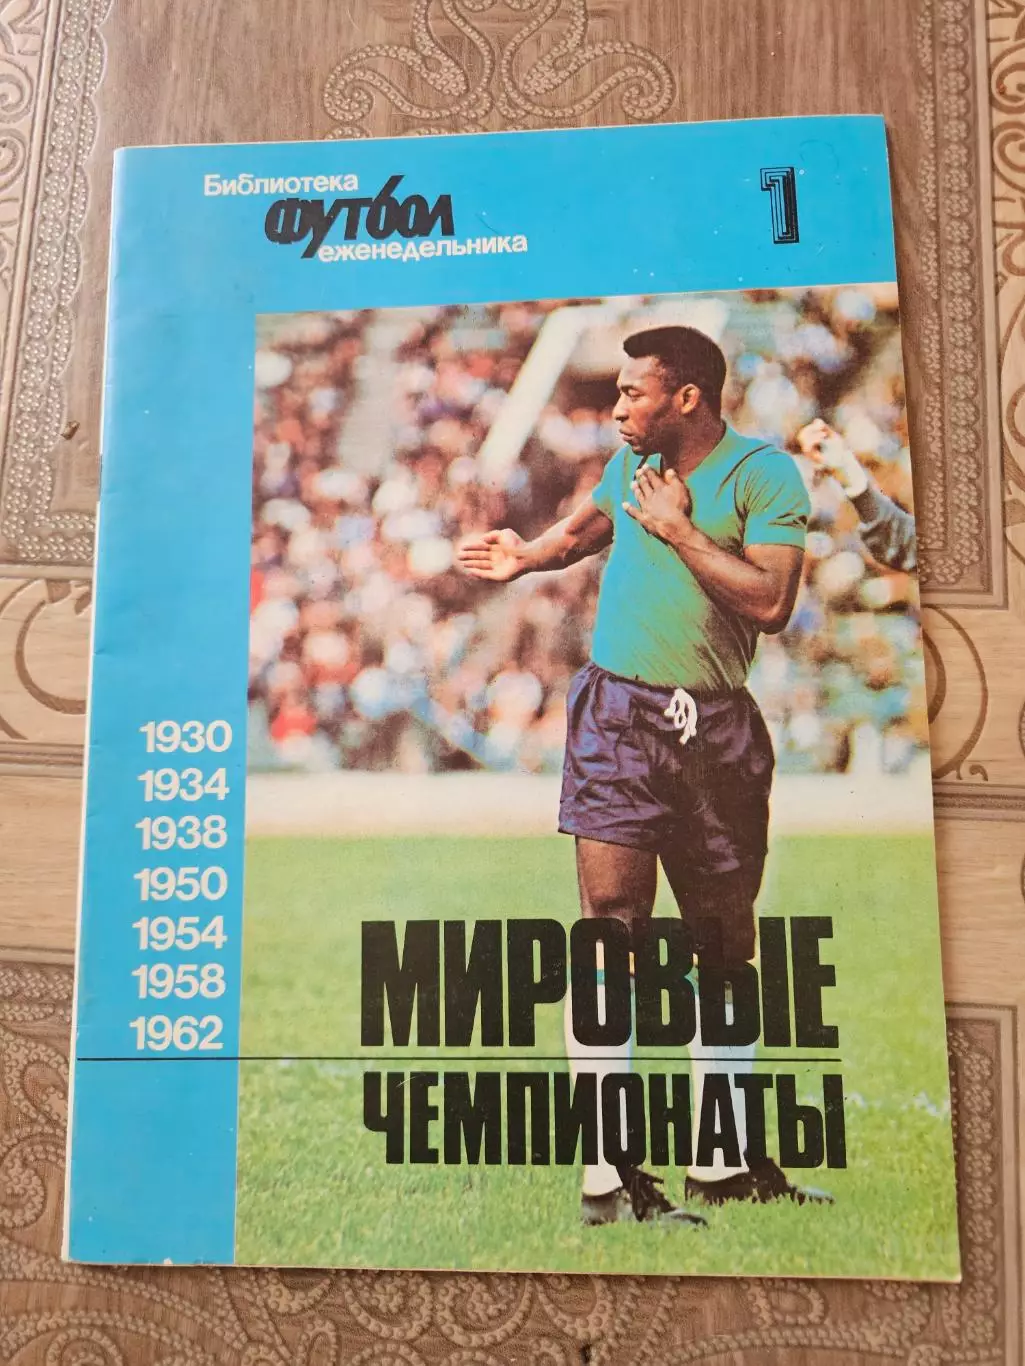 Библиотека
футбол
еженедельника
1
1930
1934
1938
1950
1954
1958
1962
МИРОВЫЕ
ЧЕМПИОНАТЫ